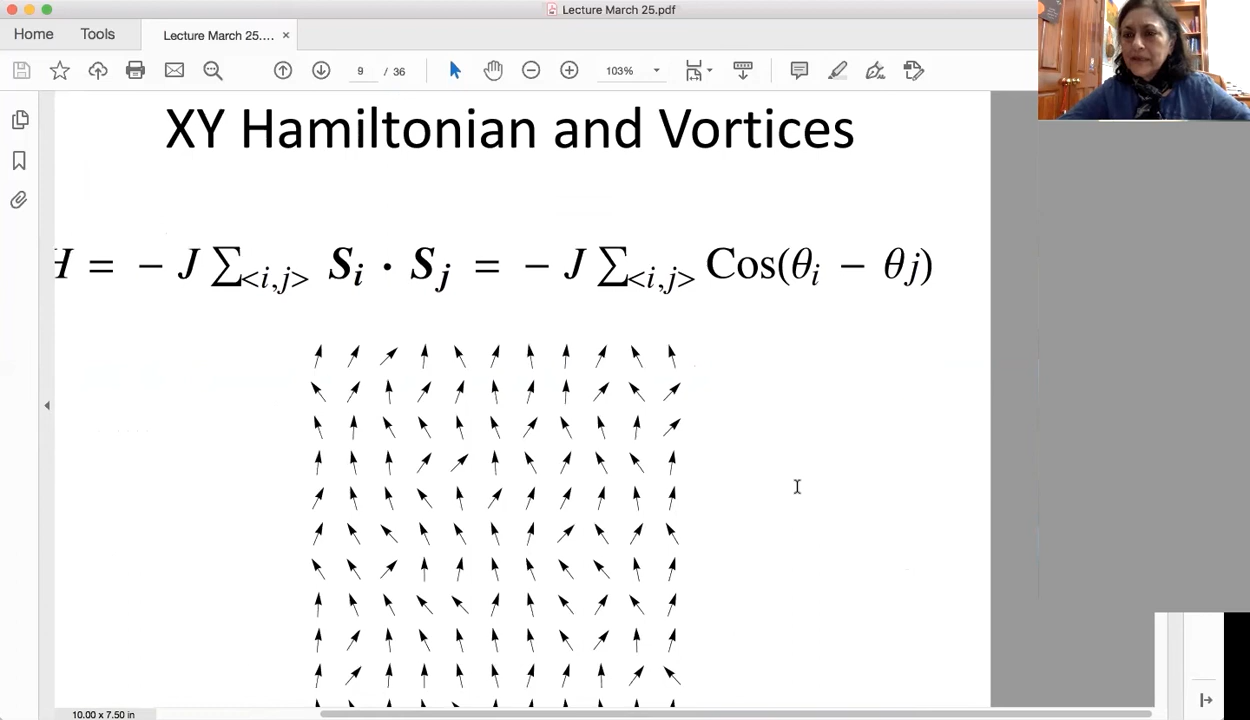 Lecture March 25.pdf
Home Tools Lecture March 25.... ×
9 / 36 103%
XY Hamiltonian and Vortices
H = − J ∑<i,j> Si · Sj = − J ∑<i,j> Cos(θi − θj)
10.00 x 7.50 in